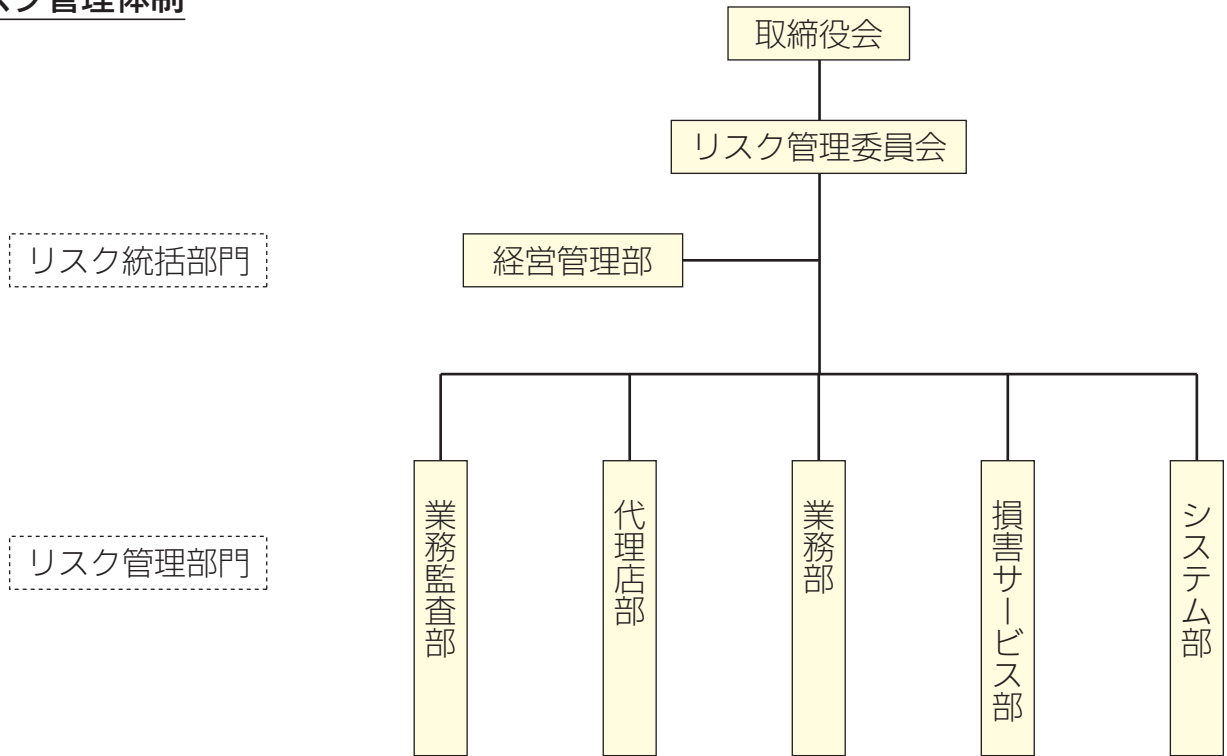 スク管理体制
取締役会
リスク管理委員会
リスク統括部門
経営管理部
リスク管理部門
業務監査部
代理店部
業務部
損害サービス部
システム部